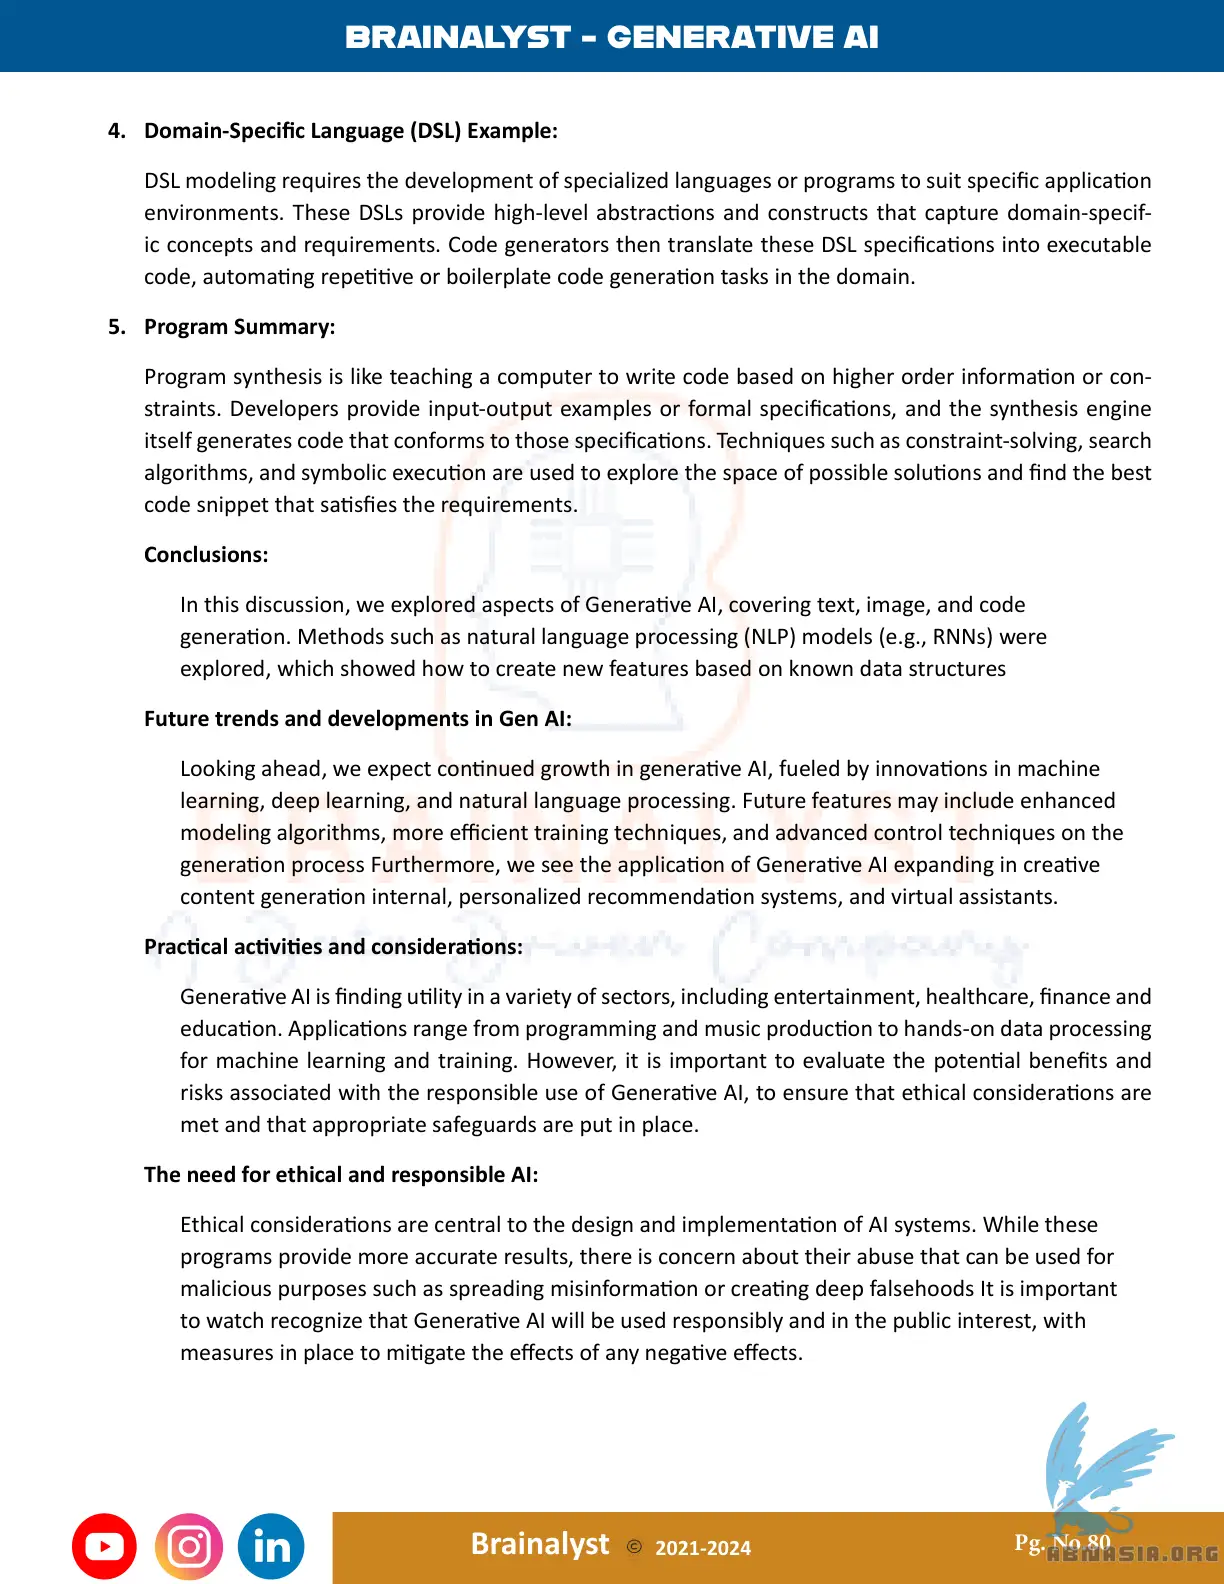 BRAINALYST - GENERATIVE AI
4. Domain-Specific Language (DSL) Example:
DSL modeling requires the development of specialized languages or programs to suit specific application
environments. These DSLs provide high-level abstractions and constructs that capture domain-specif-
ic concepts and requirements. Code generators then translate these DSL specifications into executable
code, automating repetitive or boilerplate code generation tasks in the domain.
5. Program Summary:
Program synthesis is like teaching a computer to write code based on higher order information or con-
straints. Developers provide input-output examples or formal specifications, and the synthesis engine
itself generates code that conforms to those specifications. Techniques such as constraint-solving, search
algorithms, and symbolic execution are used to explore the space of possible solutions and find the best
code snippet that satisfies the requirements.
Conclusions:
In this discussion, we explored aspects of Generative AI, covering text, image, and code
generation. Methods such as natural language processing (NLP) models (e.g., RNNs) were
explored, which showed how to create new features based on known data structures
Future trends and developments in Gen AI:
Looking ahead, we expect continued growth in generative AI, fueled by innovations in machine
learning, deep learning, and natural language processing. Future features may include enhanced
modeling algorithms, more efficient training techniques, and advanced control techniques on the
generation process Furthermore, we see the application of Generative AI expanding in creative
content generation internal, personalized recommendation systems, and virtual assistants.
BRAINALYST
A Data Driven Company
Practical activities and considerations:
Generative AI is finding utility in a variety of sectors, including entertainment, healthcare, finance and
education. Applications range from programming and music production to hands-on data processing
for machine learning and training. However, it is important to evaluate the potential benefits and
risks associated with the responsible use of Generative AI, to ensure that ethical considerations are
met and that appropriate safeguards are put in place.
The need for ethical and responsible AI:
Ethical considerations are central to the design and implementation of AI systems. While these
programs provide more accurate results, there is concern about their abuse that can be used for
malicious purposes such as spreading misinformation or creating deep falsehoods It is important
to watch recognize that Generative AI will be used responsibly and in the public interest, with
measures in place to mitigate the effects of any negative effects.
in
Brainalyst © 2021-2024
Pg. No.80
ABNASIA.ORG